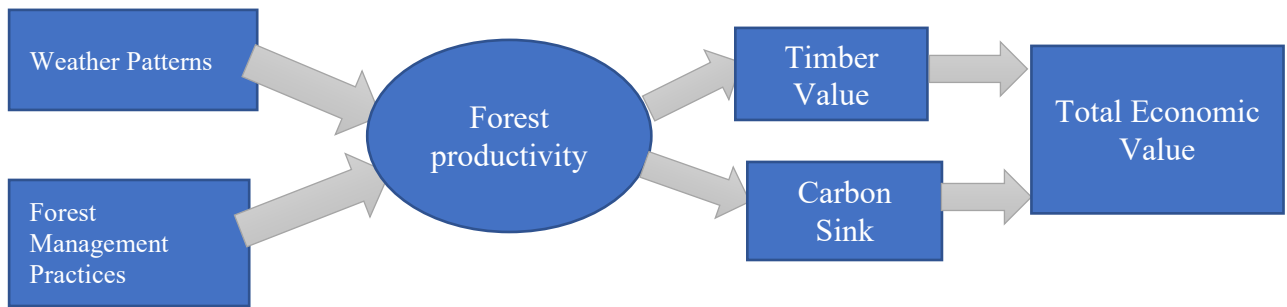 Weather Patterns
Forest
Management
Practices
Forest
productivity
Timber
Value
Carbon
Sink
Total Economic
Value